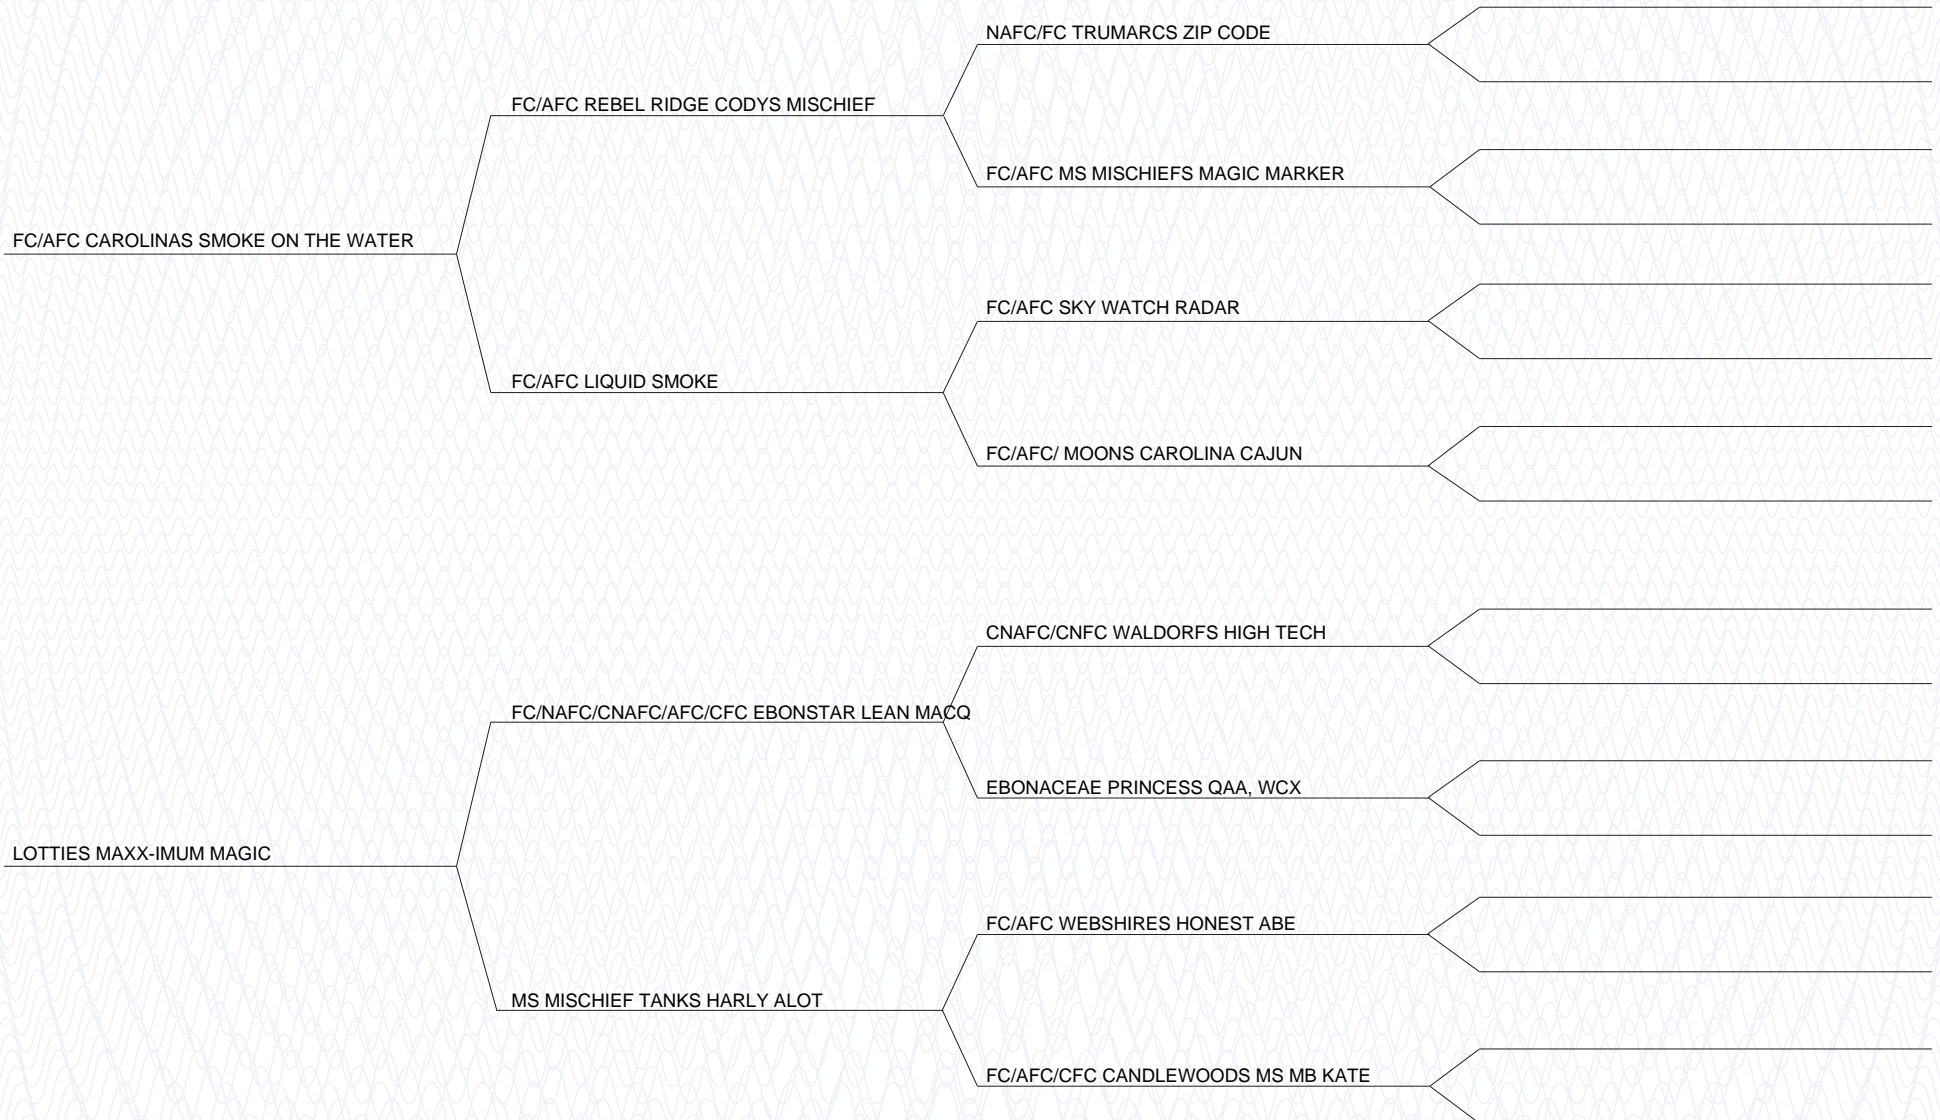 NAFC/FC TRUMARCS ZIP CODE
FC/AFC REBEL RIDGE CODYS MISCHIEF
FC/AFC MS MISCHIEFS MAGIC MARKER
FC/AFC CAROLINAS SMOKE ON THE WATER
FC/AFC SKY WATCH RADAR
FC/AFC LIQUID SMOKE
FC/AFC/ MOONS CAROLINA CAJUN
CNAFC/CNFC WALDORFS HIGH TECH
FC/NAFC/CNAFC/AFC/CFC EBONSTAR LEAN MACQ
EBONACEAE PRINCESS QAA, WCX
LOTTIES MAXX-IMUM MAGIC
FC/AFC WEBSHIRES HONEST ABE
MS MISCHIEF TANKS HARLY ALOT
FC/AFC/CFC CANDLEWOODS MS MB KATE